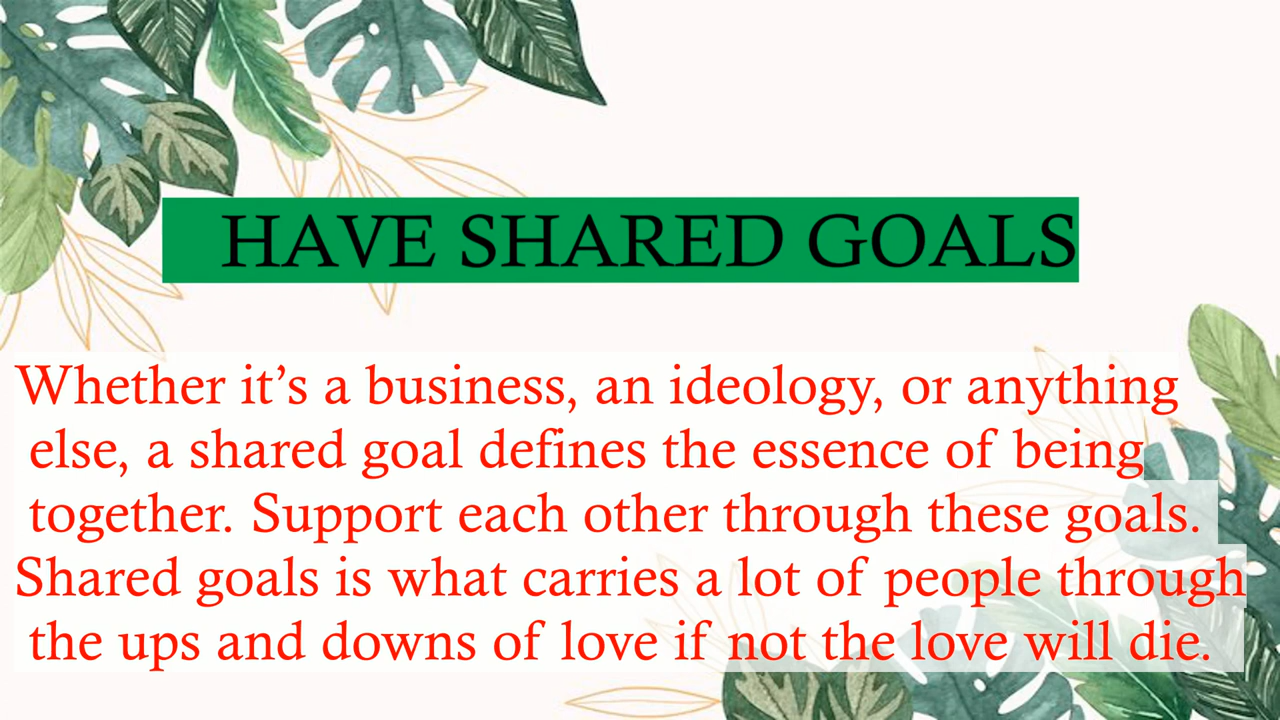 HAVE SHARED GOALS
Whether it’s a business, an ideology, or anything
else, a shared goal defines the essence of being
together. Support each other through these goals.
Shared goals is what carries a lot of people through
the ups and downs of love if not the love will die.